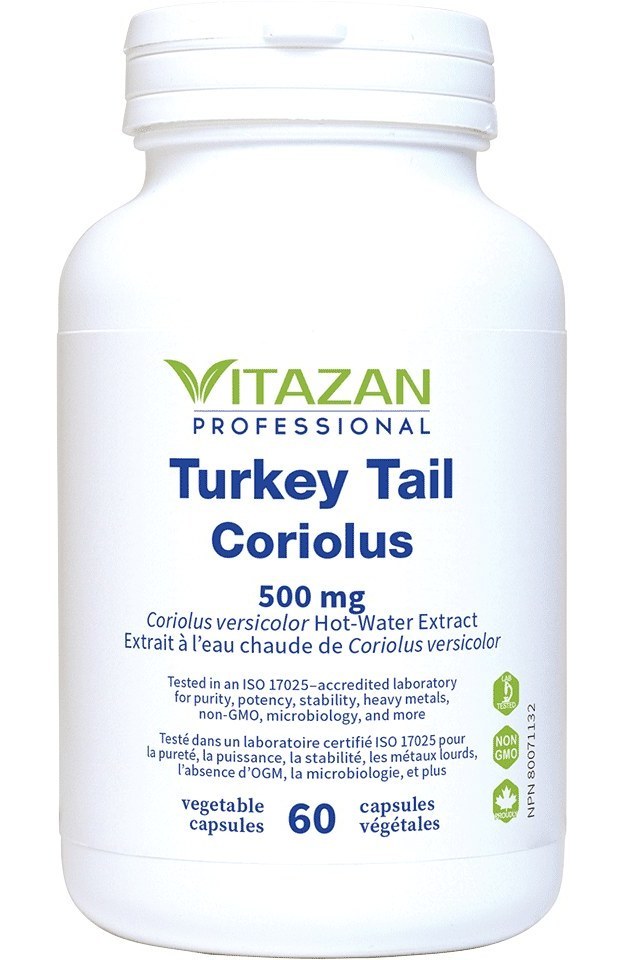 VITAZAN
PROFESSIONAL
Turkey Tail
Coriolus
500 mg
Coriolus versicolor Hot-Water Extract
Extrait à l’eau chaude de Coriolus versicolor
Tested in an ISO 17025–accredited laboratory
for purity, potency, stability, heavy metals,
non-GMO, microbiology, and more
Testé dans un laboratoire certifié ISO 17025 pour
la pureté, la puissance, la stabilité, les métaux lourds,
l’absence d’OGM, la microbiologie, et plus
vegetable
capsules
60
capsules
végétales
LAB
TESTED
NON
GMO
PROUDLY
NPN 80071132